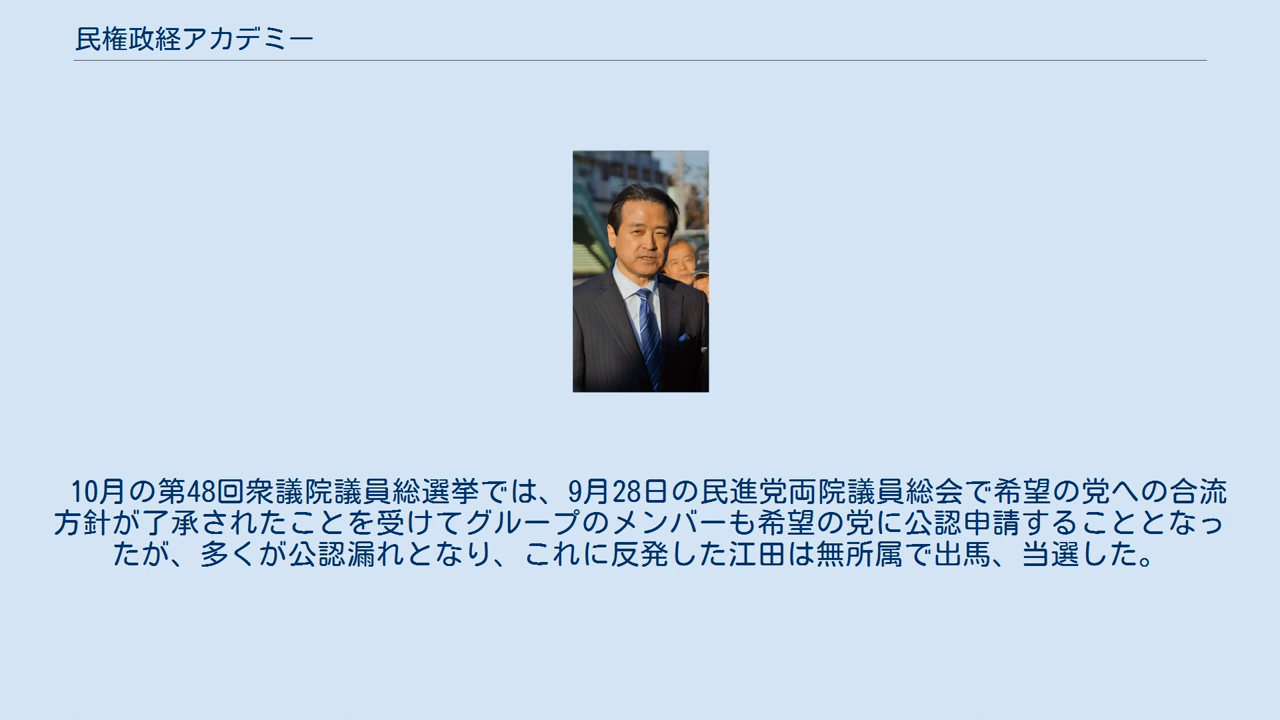 民権政経アカデミー
10月の第48回衆議院議員総選挙では、9月28日の民進党両院議員総会で希望の党への合流
方針が了承されたことを受けてグループのメンバーも希望の党に公認申請することとなっ
たが、多くが公認漏れとなり、これに反発した江田は無所属で出馬、当選した。